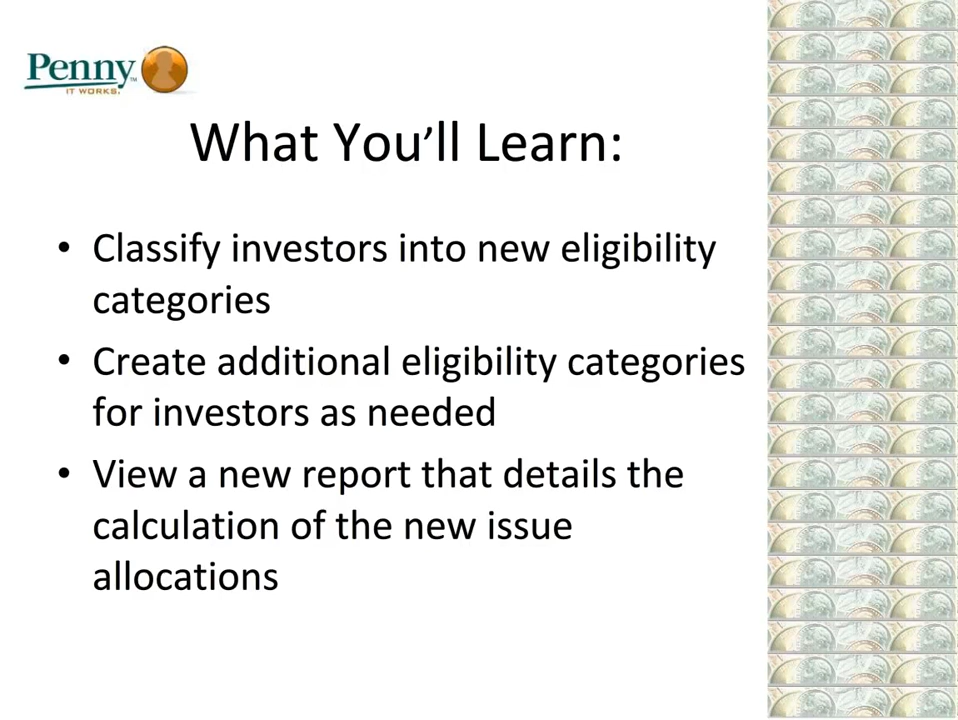 Penny™
IT WORKS.
What You’ll Learn:
• Classify investors into new eligibility
categories
• Create additional eligibility categories
for investors as needed
• View a new report that details the
calculation of the new issue
allocations